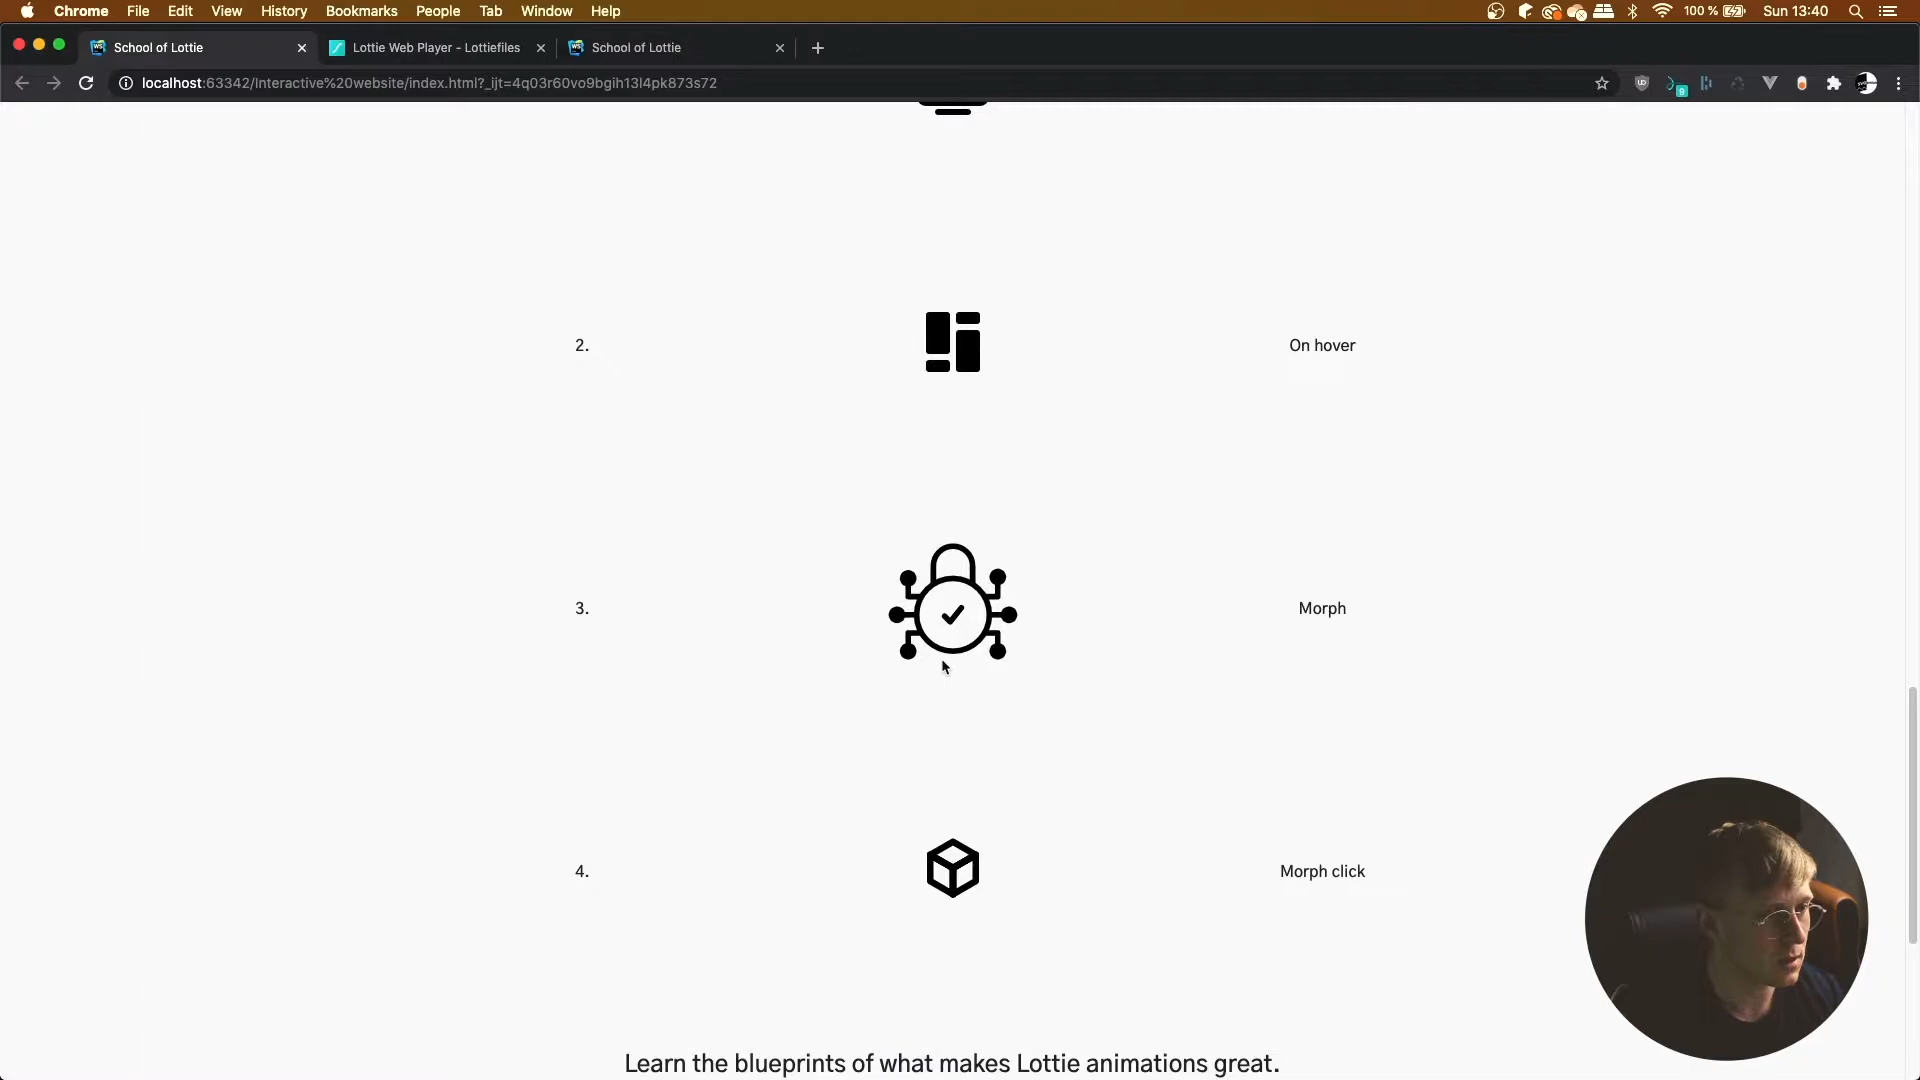 Chrome File Edit View History Bookmarks People Tab Window Help 100 % Sun 13:40
School of Lottie Lottie Web Player - Lottiefiles School of Lottie
localhost:63342/Interactive%20website/index.html?_ijt=4q03r60vo9bgih13l4pk873s72
9
2. On hover
3. Morph
4. Morph click
Learn the blueprints of what makes Lottie animations great.